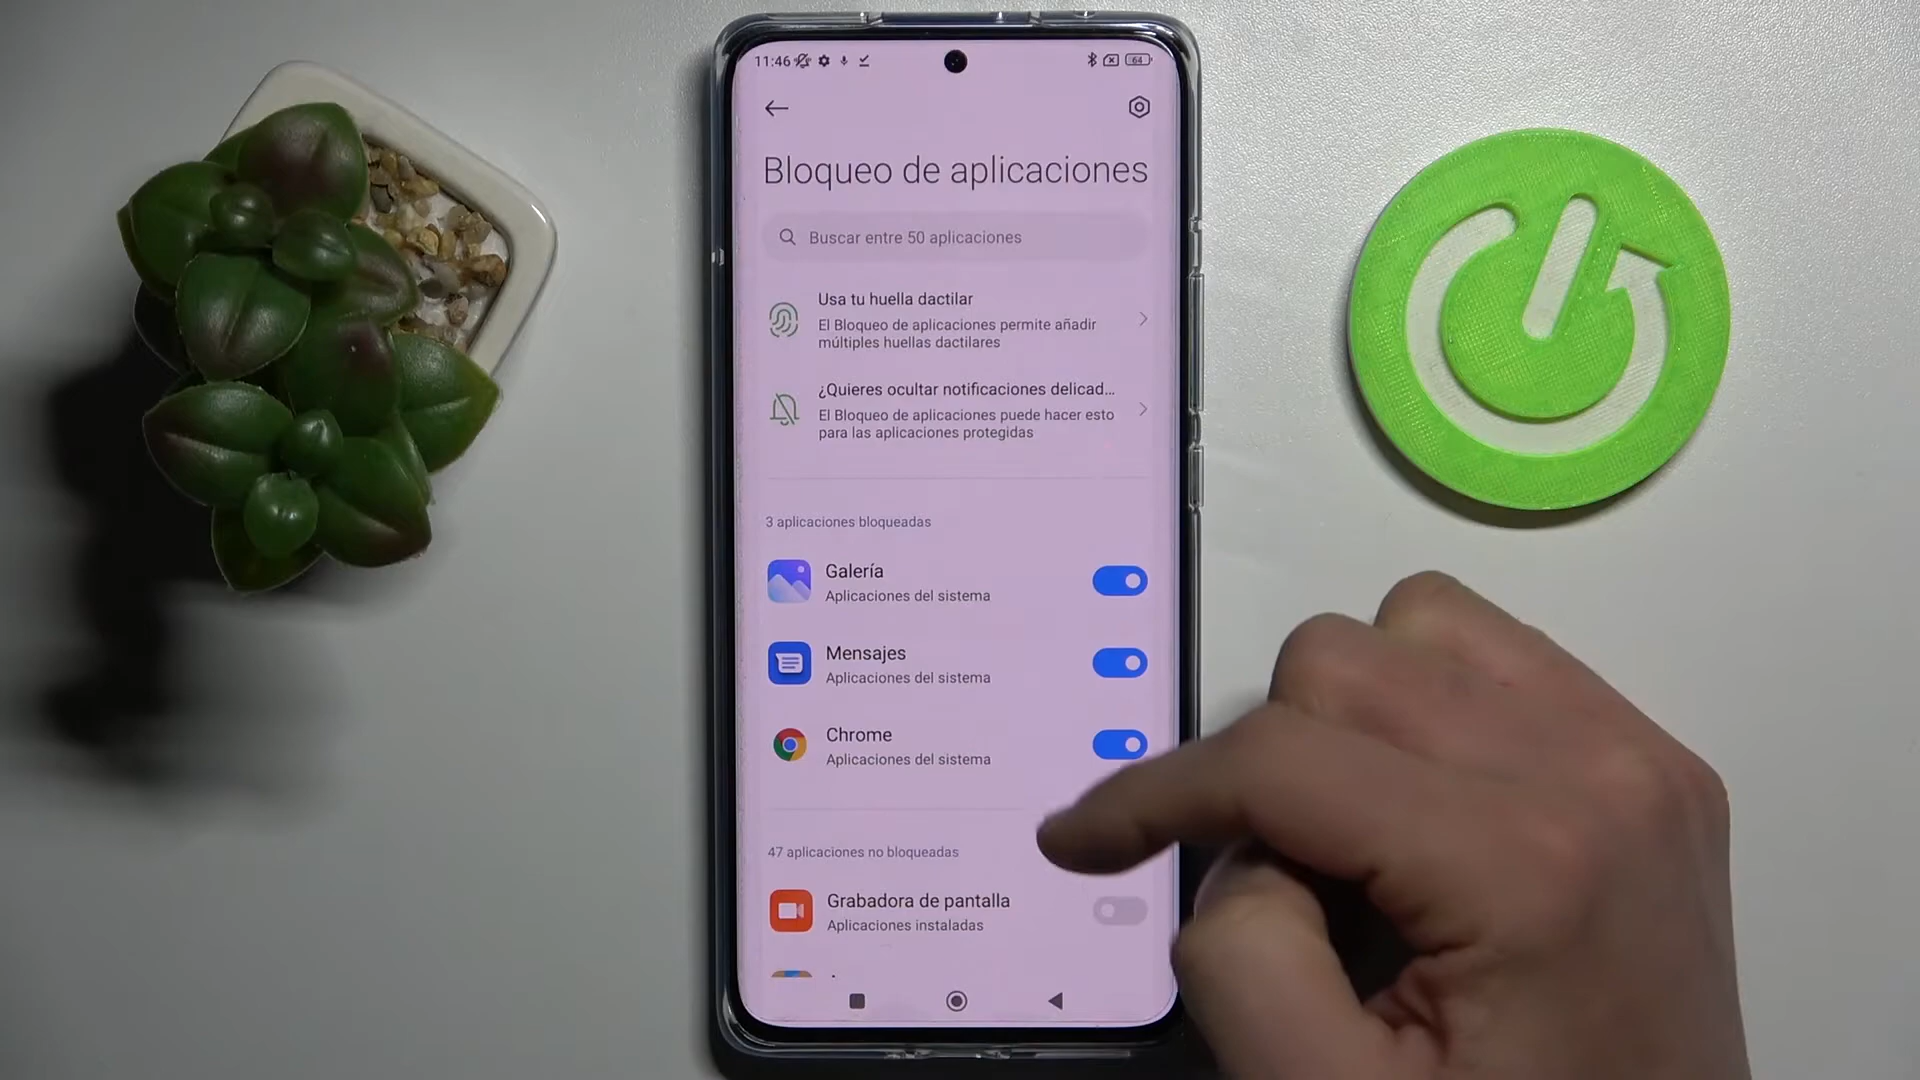 11:46
64
Bloqueo de aplicaciones
Buscar entre 50 aplicaciones
Usa tu huella dactilar
El Bloqueo de aplicaciones permite añadir
múltiples huellas dactilares
¿Quieres ocultar notificaciones delicad...
El Bloqueo de aplicaciones puede hacer esto
para las aplicaciones protegidas
3 aplicaciones bloqueadas
Galería
Aplicaciones del sistema
Mensajes
Aplicaciones del sistema
Chrome
Aplicaciones del sistema
47 aplicaciones no bloqueadas
Grabadora de pantalla
Aplicaciones instaladas